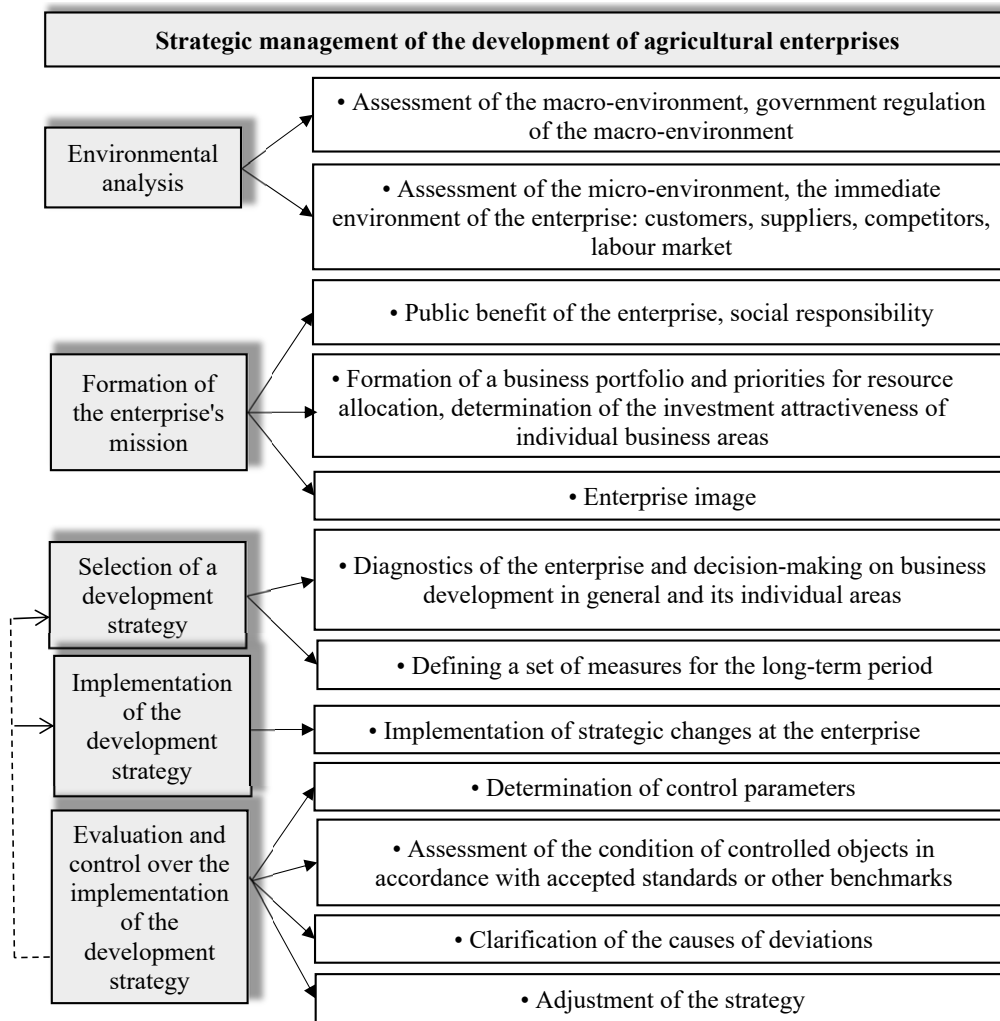 Strategic management of the development of agricultural enterprises
Environmental
analysis
• Assessment of the macro-environment, government regulation
of the macro-environment
• Assessment of the micro-environment, the immediate
environment of the enterprise: customers, suppliers, competitors,
labour market
Formation of
the enterprise's
mission
• Public benefit of the enterprise, social responsibility
• Formation of a business portfolio and priorities for resource
allocation, determination of the investment attractiveness of
individual business areas
• Enterprise image
Selection of a
development
strategy
• Diagnostics of the enterprise and decision-making on business
development in general and its individual areas
• Defining a set of measures for the long-term period
Implementation
of the
development
strategy
• Implementation of strategic changes at the enterprise
Evaluation and
control over the
implementation
of the
development
strategy
• Determination of control parameters
• Assessment of the condition of controlled objects in
accordance with accepted standards or other benchmarks
• Clarification of the causes of deviations
• Adjustment of the strategy